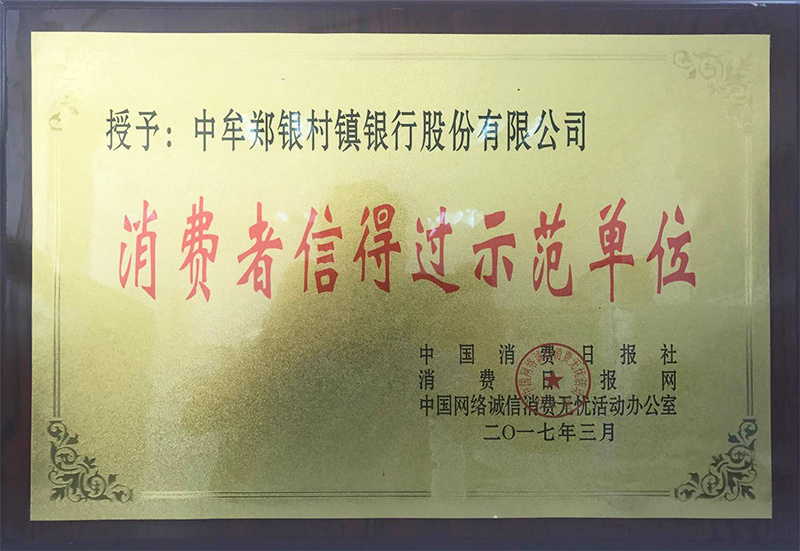 授予：中牟郑银村镇银行股份有限公司
消费者信得过示范单位
中国消费日报社
消费日报网
中国网络诚信消费无忧活动办公室
二〇一七年三月